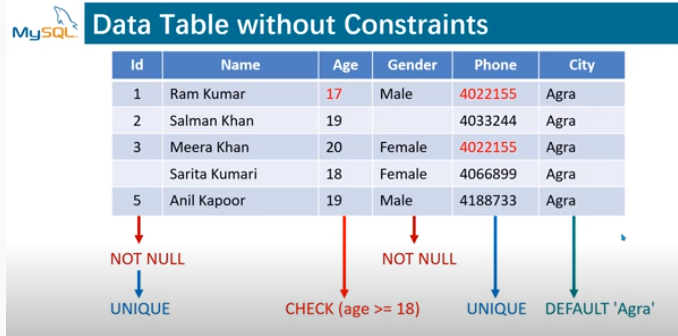 MySQL
Data Table without Constraints
Id Name Age Gender Phone City
1 Ram Kumar 17 Male 4022155 Agra
2 Salman Khan 19 4033244 Agra
3 Meera Khan 20 Female 4022155 Agra
Sarita Kumari 18 Female 4066899 Agra
5 Anil Kapoor 19 Male 4188733 Agra
NOT NULL NOT NULL
UNIQUE CHECK (age >= 18) UNIQUE DEFAULT 'Agra'